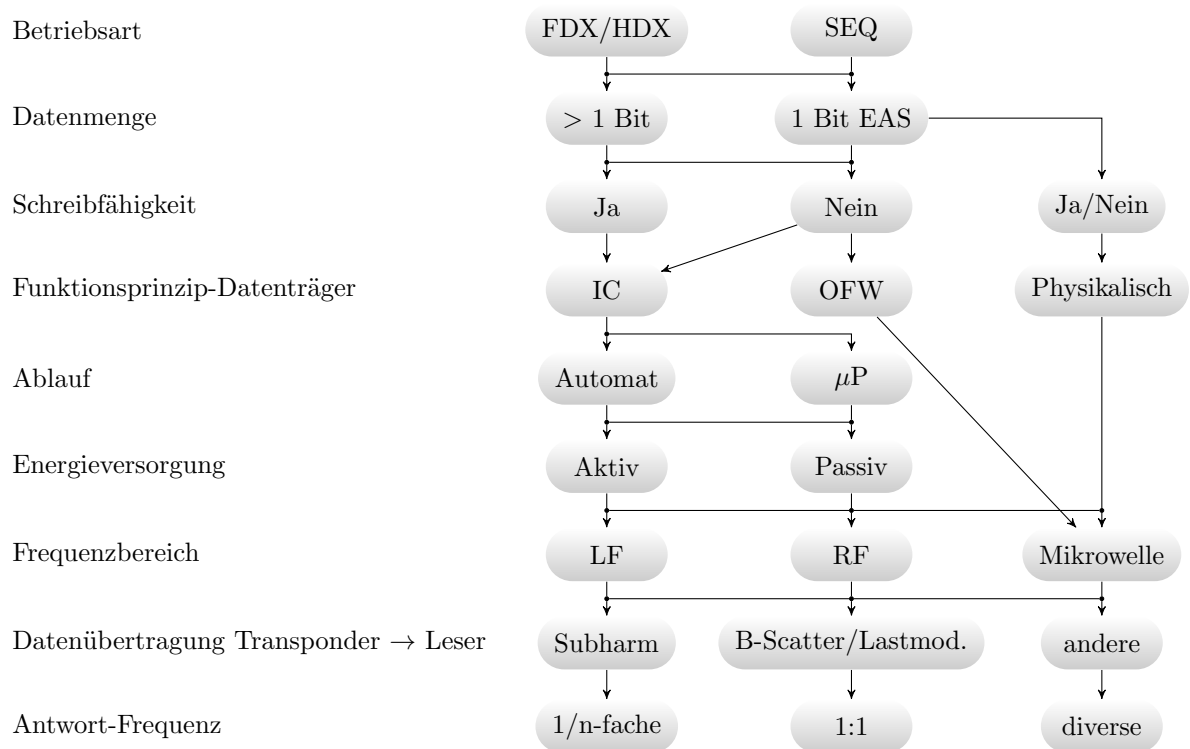 Betriebsart FDX/HDX SEQ
Datenmenge > 1 Bit 1 Bit EAS
Schreibfähigkeit Ja Nein Ja/Nein
Funktionsprinzip-Datenträger IC OFW Physikalisch
Ablauf Automat µP
Energieversorgung Aktiv Passiv
Frequenzbereich LF RF Mikrowelle
Datenübertragung Transponder → Leser Subharm B-Scatter/Lastmod. andere
Antwort-Frequenz 1/n-fache 1:1 diverse